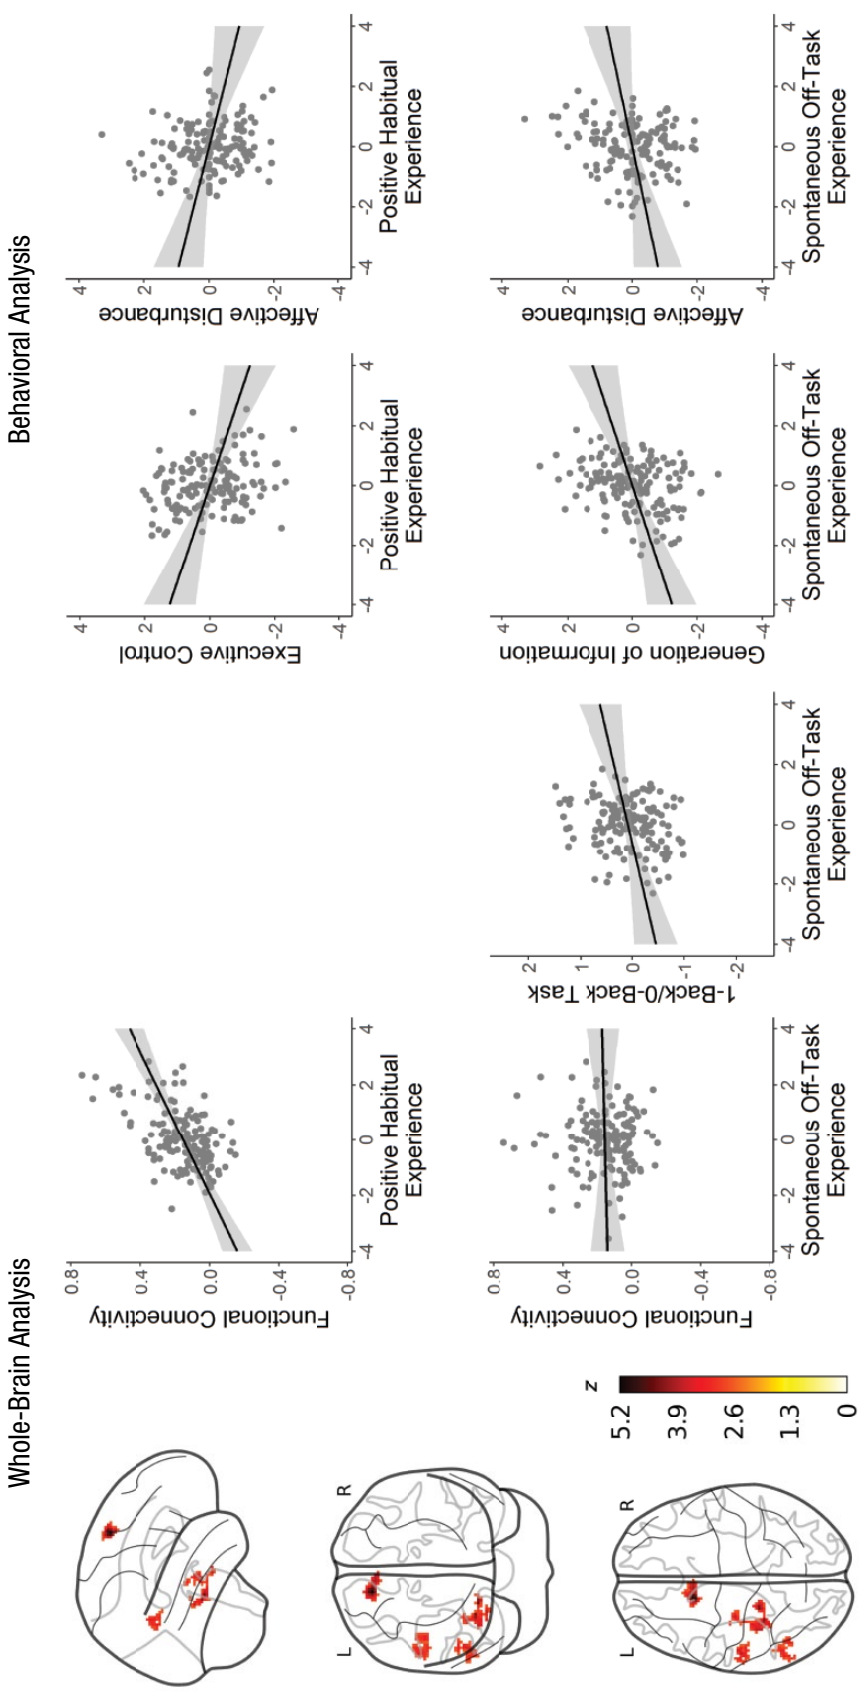 Whole-Brain Analysis
Behavioral Analysis
L
R
L
R
L
R
z
5.2
3.9
2.6
1.3
0
Functional Connectivity
0.8
0.4
0.0
-0.4
-0.8
-4
-2
0
2
4
Positive Habitual
Experience
Executive Control
4
2
0
-2
-4
-4
-2
0
2
4
Positive Habitual
Experience
Affective Disturbance
4
2
0
-2
-4
-4
-2
0
2
4
Positive Habitual
Experience
Functional Connectivity
0.8
0.4
0.0
-0.4
-0.8
-4
-2
0
2
4
Spontaneous Off-Task
Experience
1-Back/0-Back Task
2
1
0
-1
-2
-4
-2
0
2
4
Spontaneous Off-Task
Experience
Generation of Information
4
2
0
-2
-4
-4
-2
0
2
4
Spontaneous Off-Task
Experience
Affective Disturbance
4
2
0
-2
-4
-4
-2
0
2
4
Spontaneous Off-Task
Experience